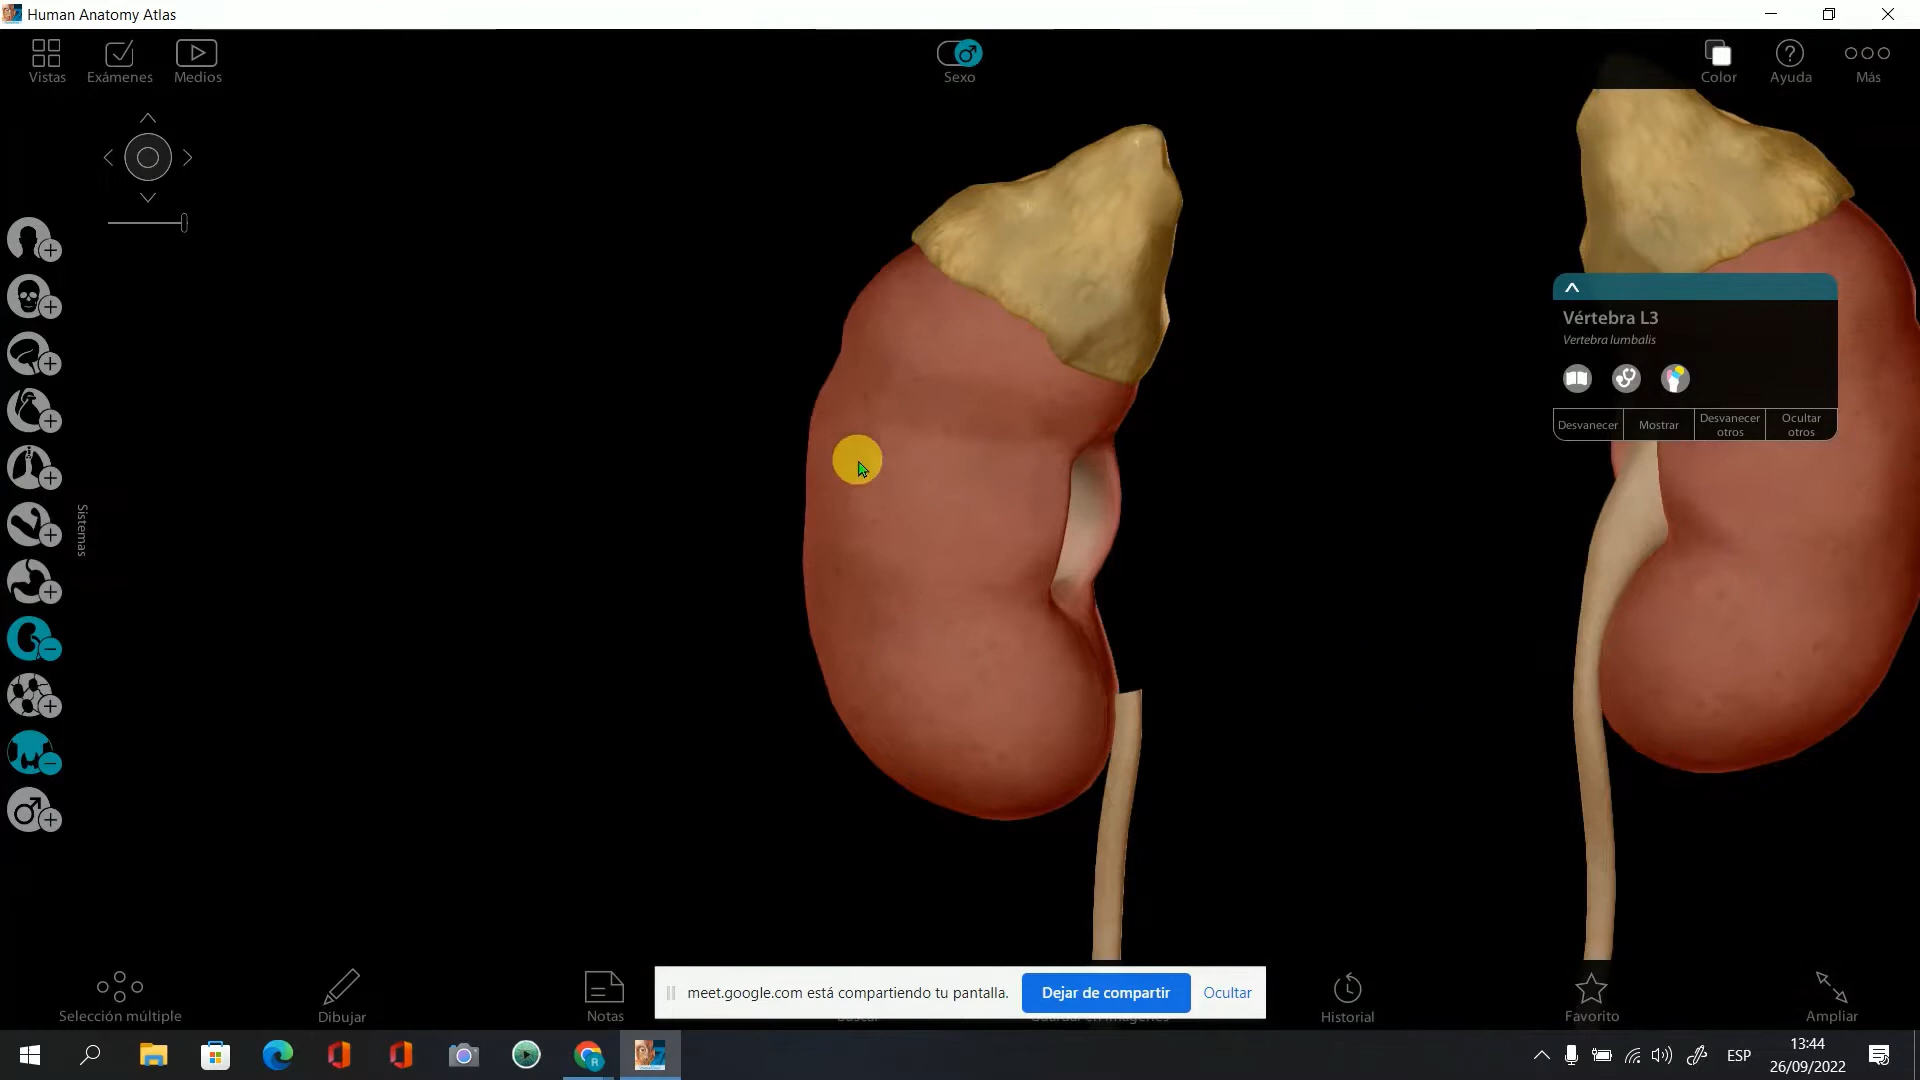 Human Anatomy Atlas
Vistas
Exámenes
Medios
Sexo
Color
Ayuda
Más
Vértebra L3
Vertebra lumbalis
Desvanecer
Mostrar
Desvanecer
otros
Ocultar
otros
Sistemas
Selección múltiple
Dibujar
Notas
meet.google.com está compartiendo tu pantalla.
Dejar de compartir
Ocultar
Historial
Favorito
Ampliar
ESP
13:44
26/09/2022